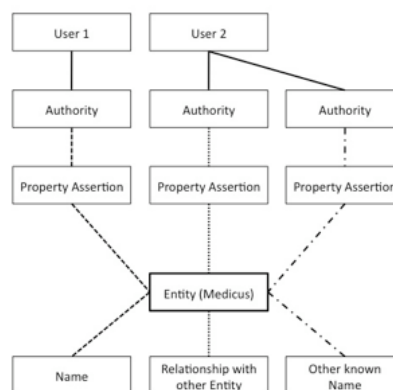 User 1
User 2
Authority
Authority
Authority
Property Assertion
Property Assertion
Property Assertion
Entity (Medicus)
Name
Relationship with
other Entity
Other known
Name